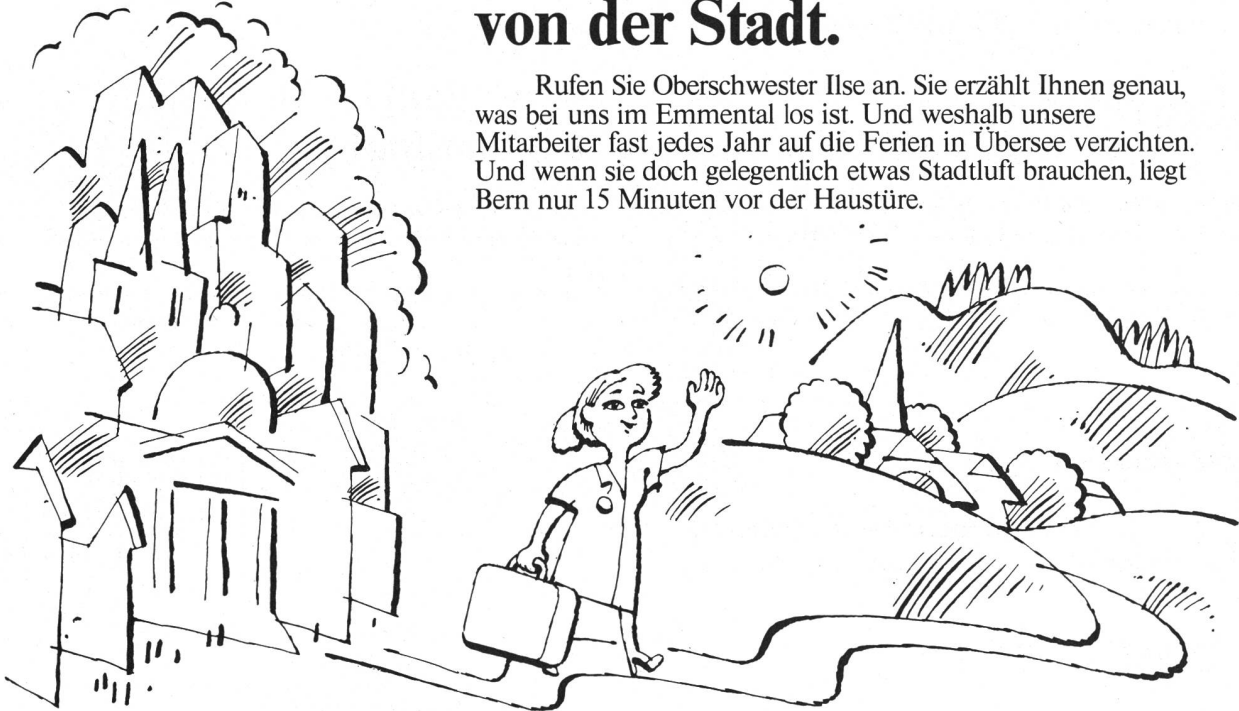 von der Stadt.
Rufen Sie Oberschwester Ilse an. Sie erzählt Ihnen genau,
was bei uns im Emmental los ist. Und weshalb unsere
Mitarbeiter fast jedes Jahr auf die Ferien in Übersee verzichten.
Und wenn sie doch gelegentlich etwas Stadtluft brauchen, liegt
Bern nur 15 Minuten vor der Haustüre.